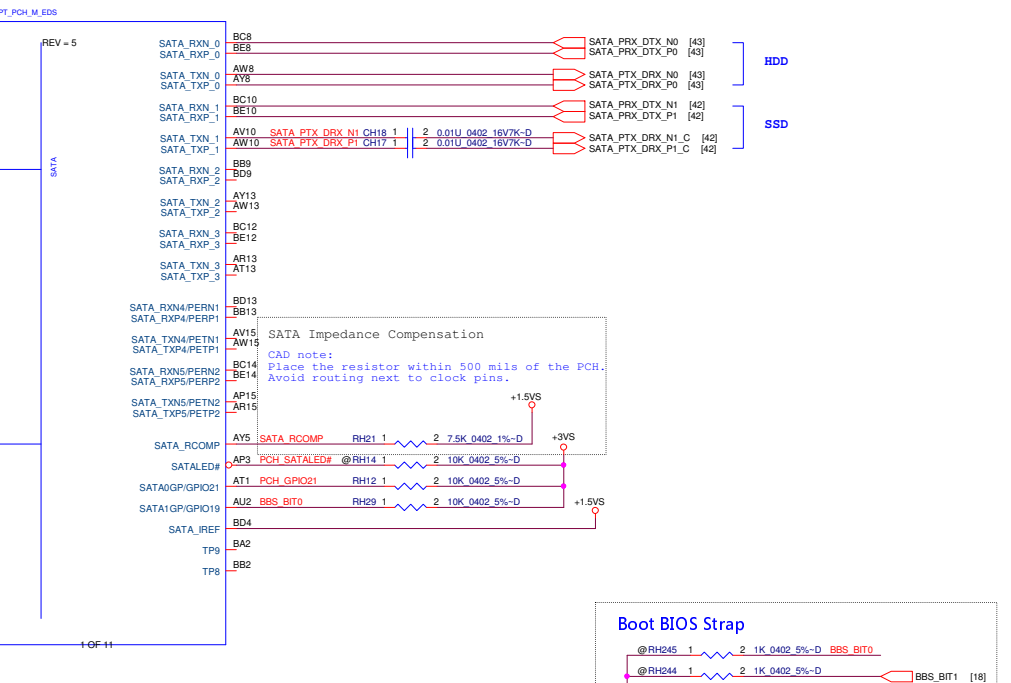 PT_PCH_M_EDS
REV = 5
SATA
SATA_RXN_0 BC8 SATA_PRX_DTX_N0 [43]
SATA_RXP_0 BE8 SATA_PRX_DTX_P0 [43]
HDD
SATA_TXN_0 AW8 SATA_PTX_DRX_N0 [43]
SATA_TXP_0 AY8 SATA_PTX_DRX_P0 [43]
SATA_RXN_1 BC10 SATA_PRX_DTX_N1 [42]
SATA_RXP_1 BE10 SATA_PRX_DTX_P1 [42]
SSD
SATA_TXN_1 AV10 SATA_PTX_DRX_N1 CH18 1 2 0.01U_0402_16V7K~D SATA_PTX_DRX_N1_C [42]
SATA_TXP_1 AW10 SATA_PTX_DRX_P1 CH17 1 2 0.01U_0402_16V7K~D SATA_PTX_DRX_P1_C [42]
SATA_RXN_2 BB9
SATA_RXP_2 BD9
SATA_TXN_2 AY13
SATA_TXP_2 AW13
SATA_RXN_3 BC12
SATA_RXP_3 BE12
SATA_TXN_3 AR13
SATA_TXP_3 AT13
SATA_RXN4/PERN1 BD13
SATA_RXP4/PERP1 BB13
SATA_TXN4/PETN1 AV15
SATA_TXP4/PETP1 AW15
SATA_RXN5/PERN2 BC14
SATA_RXP5/PERP2 BE14
SATA_TXN5/PETN2 AP15
SATA_TXP5/PETP2 AR15
SATA Impedance Compensation
CAD note:
Place the resistor within 500 mils of the PCH.
Avoid routing next to clock pins.
+1.5VS
SATA_RCOMP AY5 SATA_RCOMP RH21 1 2 7.5K_0402_1%~D
+3VS
SATALED# AP3 PCH_SATALED# @ RH14 1 2 10K_0402_5%~D
SATA0GP/GPIO21 AT1 PCH_GPIO21 RH12 1 2 10K_0402_5%~D
SATA1GP/GPIO19 AU2 BBS_BIT0 RH29 1 2 10K_0402_5%~D
+1.5VS
SATA_IREF BD4
TP9 BA2
TP8 BB2
1 OF 11
Boot BIOS Strap
@ RH245 1 2 1K_0402_5%~D BBS_BIT0
@ RH244 1 2 1K_0402_5%~D BBS_BIT1 [18]